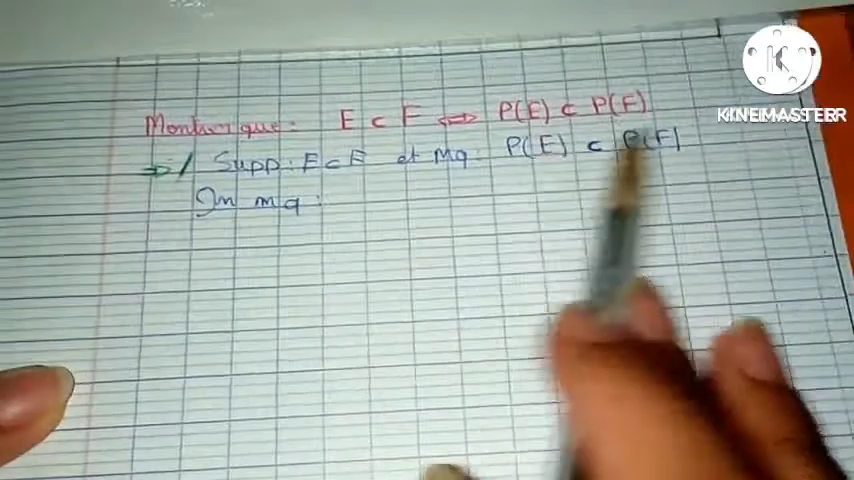 Montrer que : E ⊂ F ⟺ P(E) ⊂ P(F)
⇒ / Supp : E ⊂ F et Mq : P(E) ⊂ P(F)
On mq :
K
KINEMASTER